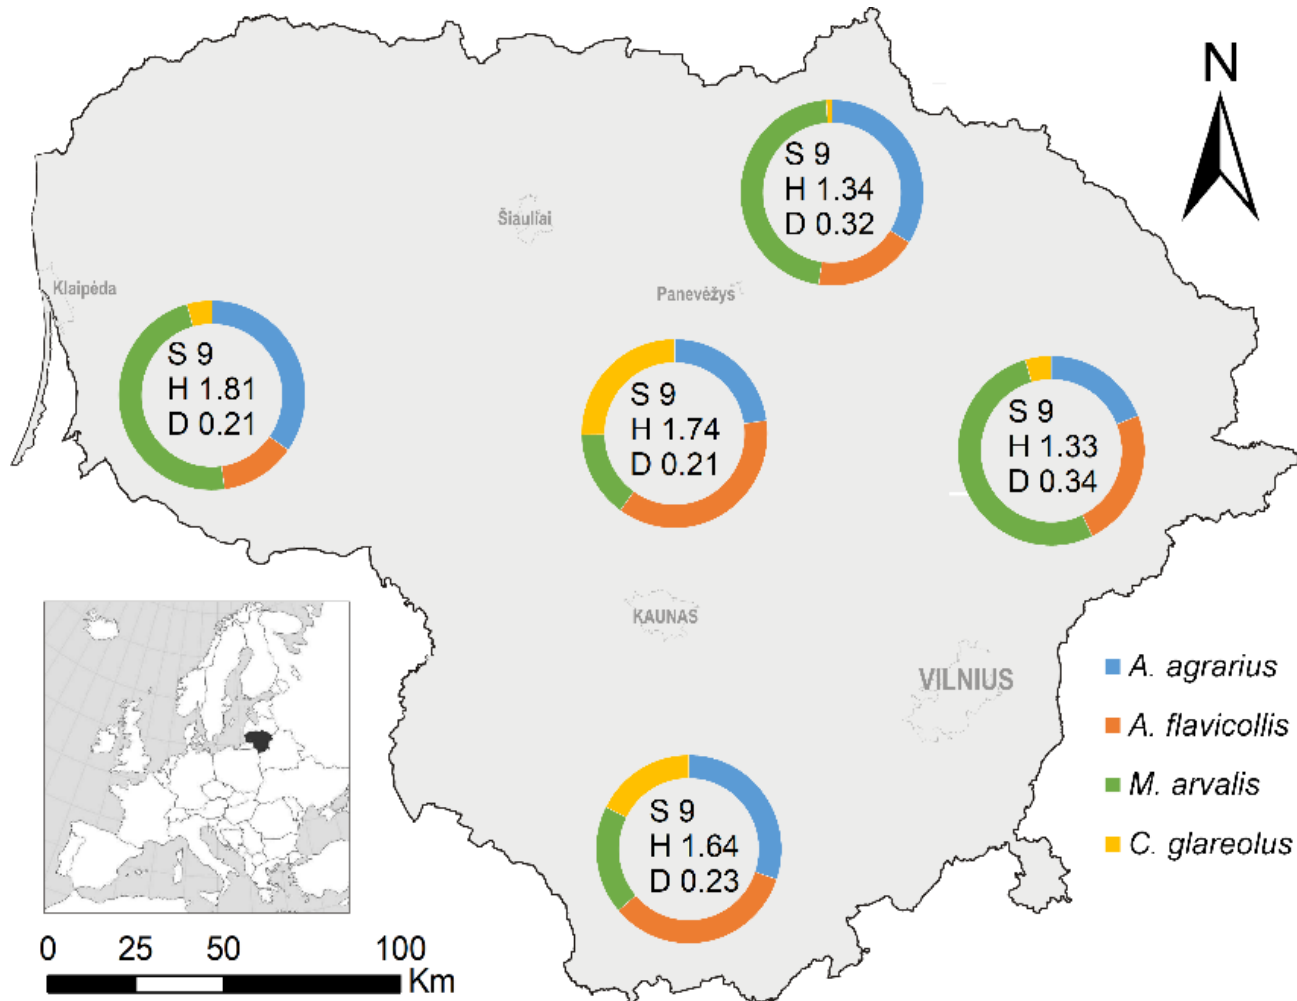 N
S 9
H 1.34
D 0.32
Šiauliai
Klaipėda
Panevėžys
S 9
H 1.81
D 0.21
S 9
H 1.74
D 0.21
S 9
H 1.33
D 0.34
KAUNAS
VILNIUS
A. agrarius
A. flavicollis
M. arvalis
C. glareolus
S 9
H 1.64
D 0.23
0 25 50 100
Km